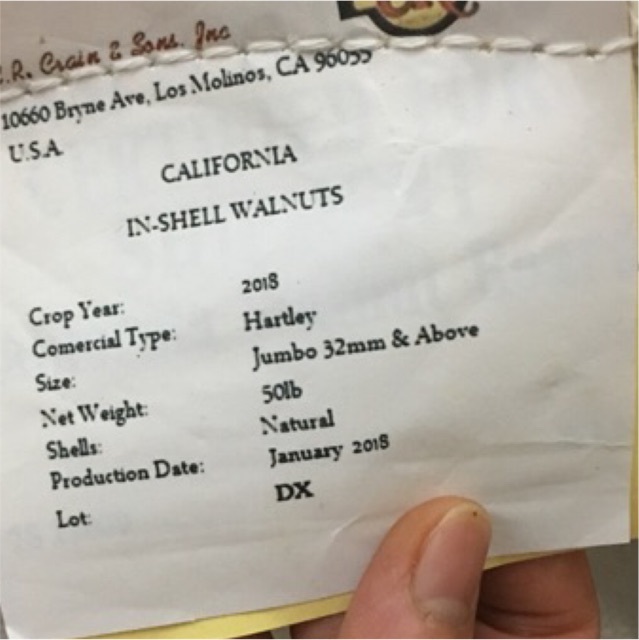 .R. Crain & Sons. Inc
10660 Bryne Ave, Los Molinos, CA 96055
U.S.A.
CALIFORNIA
IN-SHELL WALNUTS
Crop Year: 2018
Comercial Type: Hartley
Size: Jumbo 32mm & Above
Net Weight: 50lb
Shells: Natural
Production Date: January 2018
Lot: DX